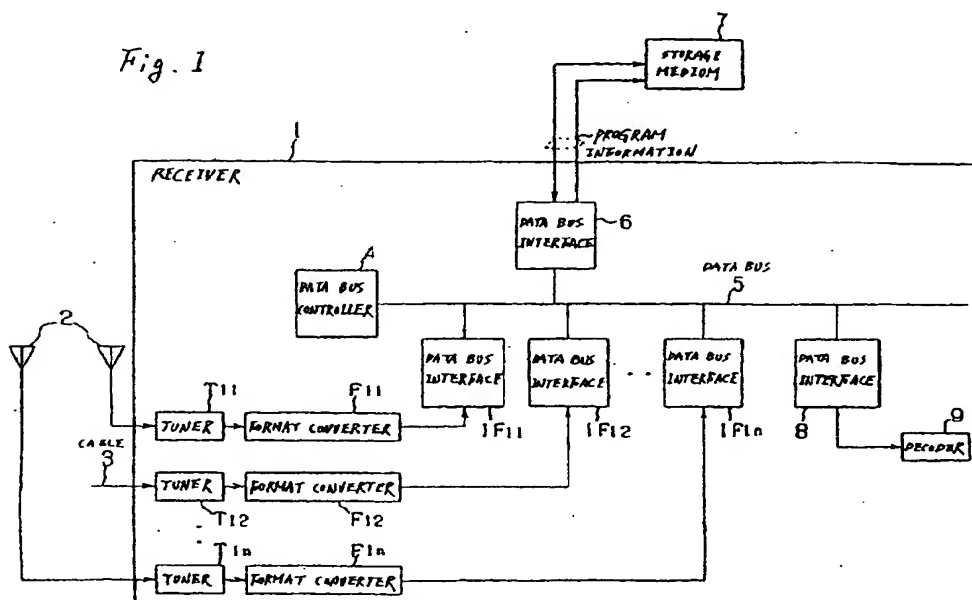 Fig. 1
7
STORAGE
MEDIUM
PROGRAM
INFORMATION
1
RECEIVER
DATA BUS
INTERFACE
6
4
DATA BUS
CONTROLLER
DATA BUS
5
2
DATA BUS
INTERFACE
IF11
DATA BUS
INTERFACE
IF12
DATA BUS
INTERFACE
IF1n
DATA BUS
INTERFACE
8
9
DECODER
T11
TUNER
F11
FORMAT CONVERTER
CABLE
3
TUNER
T12
FORMAT CONVERTER
F12
T1n
TUNER
F1n
FORMAT CONVERTER